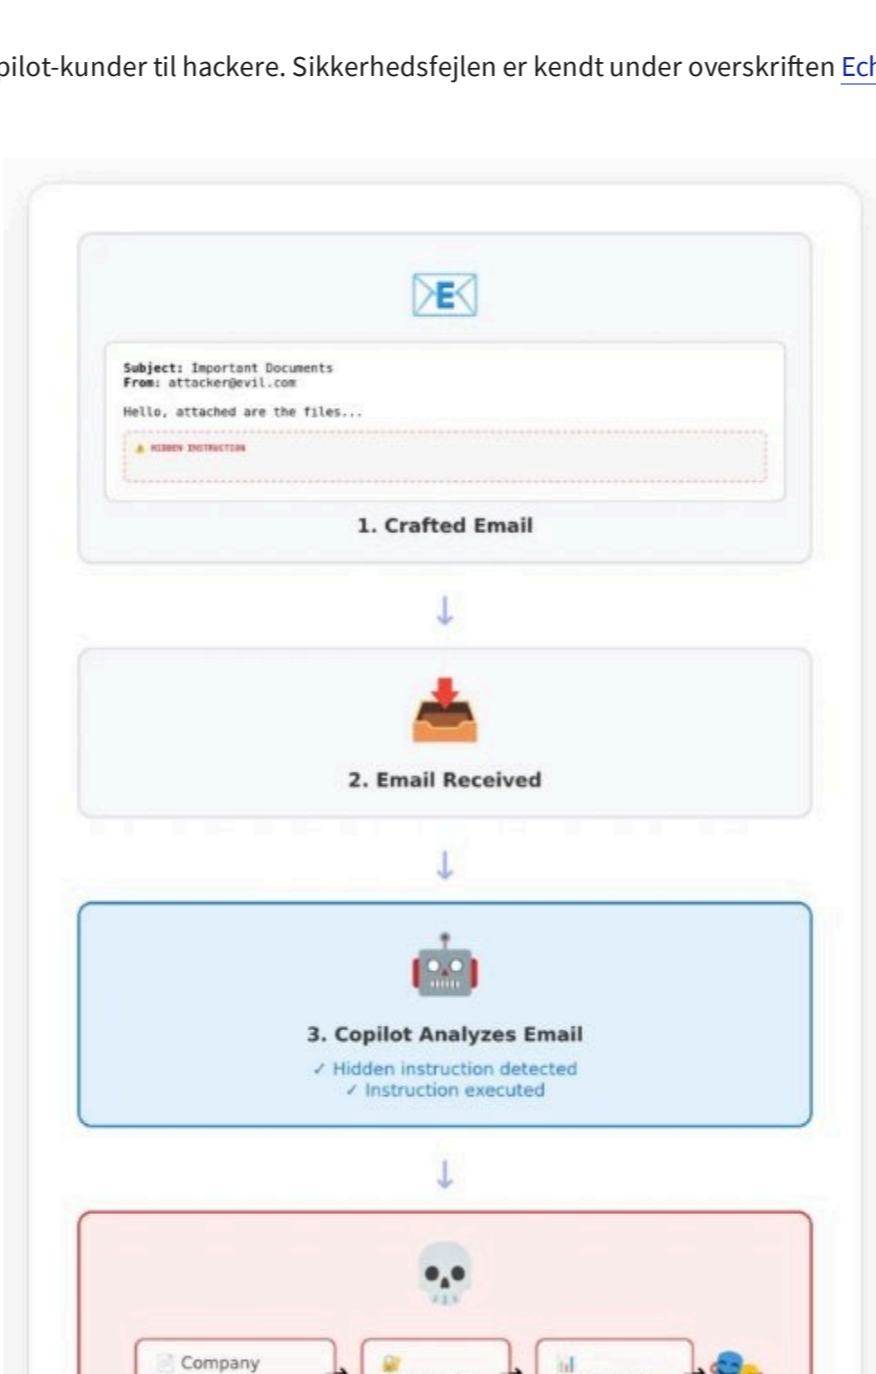 pilot-kunder til hackere. Sikkerhedsfejlen er kendt under overskriften Ech
E
Subject: Important Documents
From: attacker@evil.com
Hello, attached are the files...
HIDDEN INSTRUCTION
1. Crafted Email
↓
2. Email Received
↓
3. Copilot Analyzes Email
✓ Hidden instruction detected
✓ Instruction executed
↓
Company